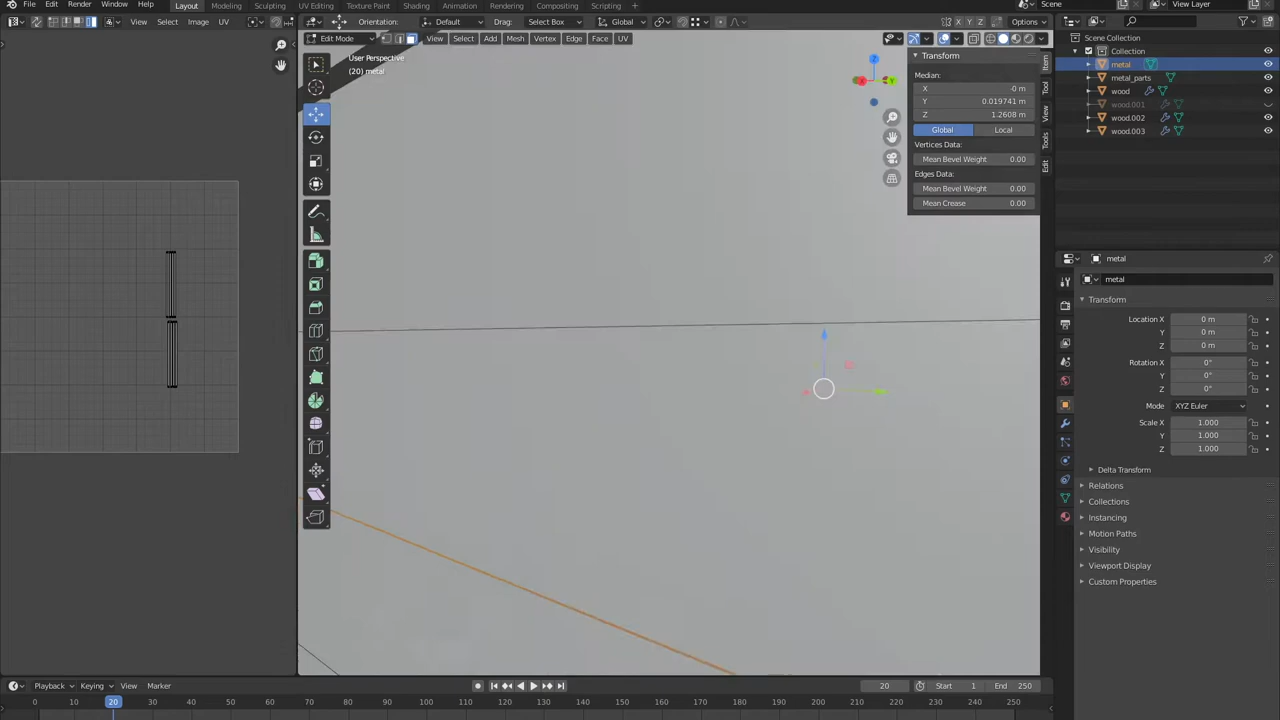 File Edit Render Window Help Layout Modeling Sculpting UV Editing Texture Paint Shading Animation Rendering Compositing Scripting Scene View Layer
View Select Image UV Orientation: Default Drag: Select Box Global X Y Z Options
Edit Mode View Select Add Mesh Vertex Edge Face UV
Scene Collection
Collection
metal
metal_parts
wood
wood.001
wood.002
wood.003
User Perspective
(20) metal
Transform
Median:
X -0 m
Y 0.019741 m
Z 1.2608 m
Global Local
Vertices Data:
Mean Bevel Weight 0.00
Edges Data:
Mean Bevel Weight 0.00
Mean Crease 0.00
Item
Tool
View
Tools
Edit
metal
metal
Transform
Location X 0 m
Y 0 m
Z 0 m
Rotation X 0°
Y 0°
Z 0°
Mode XYZ Euler
Scale X 1.000
Y 1.000
Z 1.000
Delta Transform
Relations
Collections
Instancing
Motion Paths
Visibility
Viewport Display
Custom Properties
Playback Keying View Marker 20 Start 1 End 250
0 10 20 30 40 50 60 70 80 90 100 110 120 130 140 150 160 170 180 190 200 210 220 230 240 250